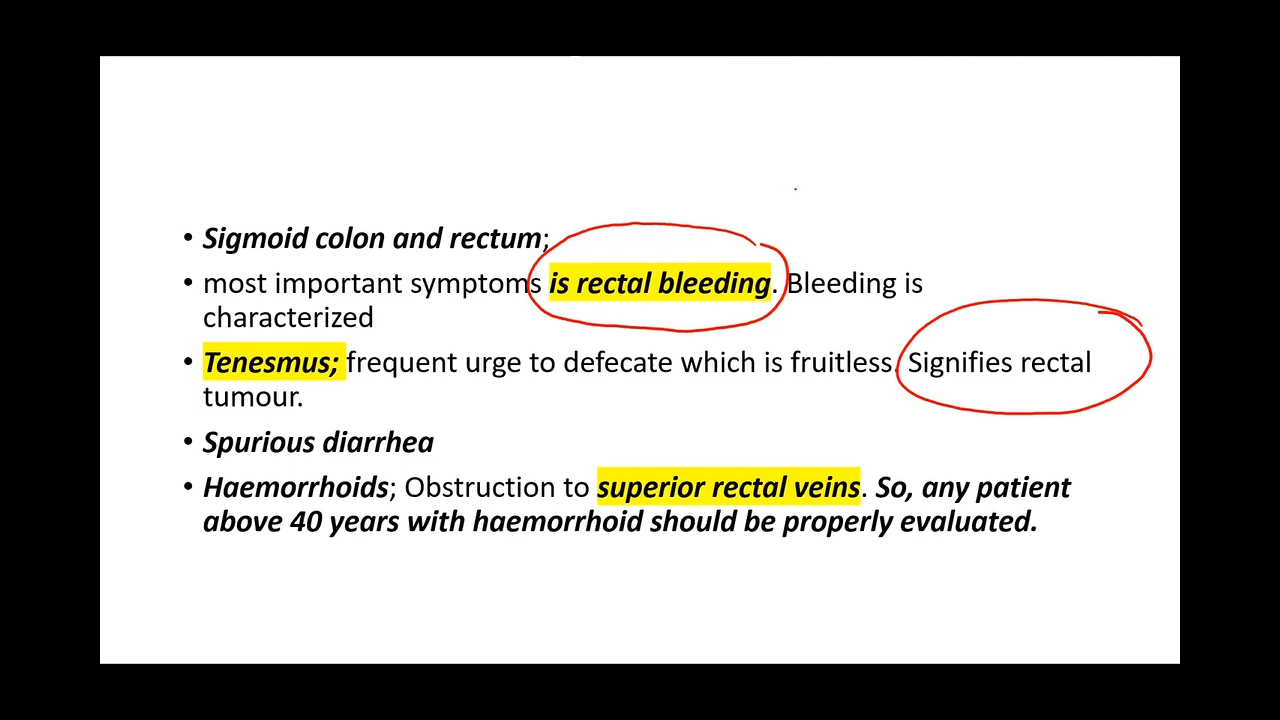 • Sigmoid colon and rectum;
• most important symptoms is rectal bleeding. Bleeding is
characterized
• Tenesmus; frequent urge to defecate which is fruitless. Signifies rectal
tumour.
• Spurious diarrhea
• Haemorrhoids; Obstruction to superior rectal veins. So, any patient
above 40 years with haemorrhoid should be properly evaluated.